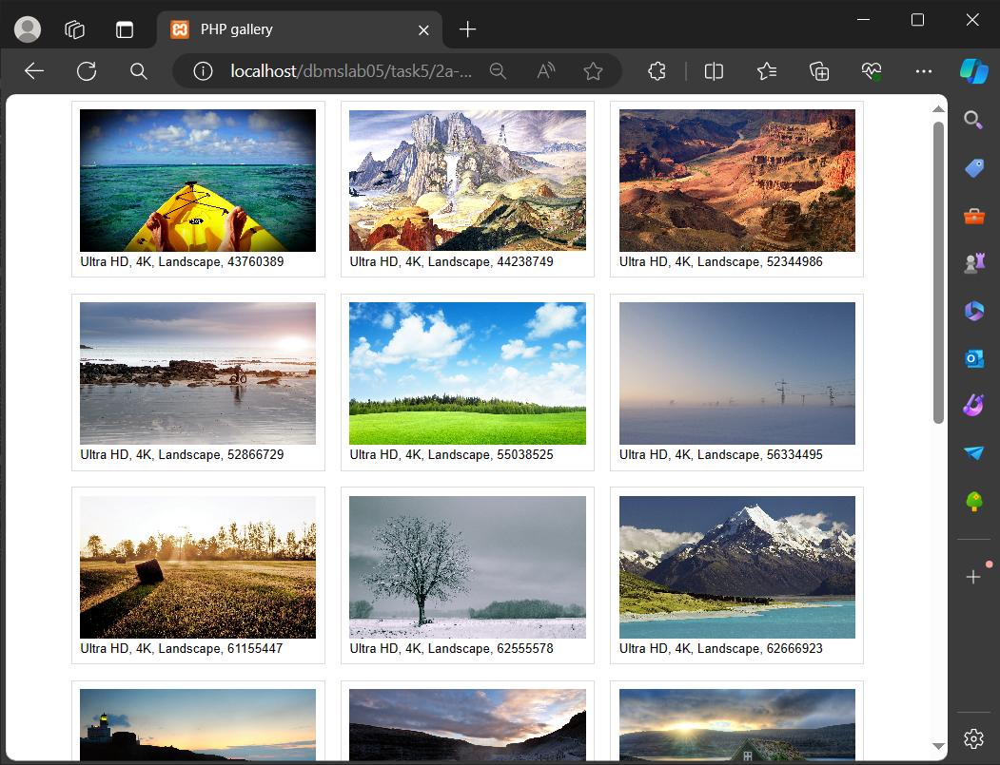 PHP gallery
localhost/dbmslab05/task5/2a-...
Ultra HD, 4K, Landscape, 43760389
Ultra HD, 4K, Landscape, 44238749
Ultra HD, 4K, Landscape, 52344986
Ultra HD, 4K, Landscape, 52866729
Ultra HD, 4K, Landscape, 55038525
Ultra HD, 4K, Landscape, 56334495
Ultra HD, 4K, Landscape, 61155447
Ultra HD, 4K, Landscape, 62555578
Ultra HD, 4K, Landscape, 62666923